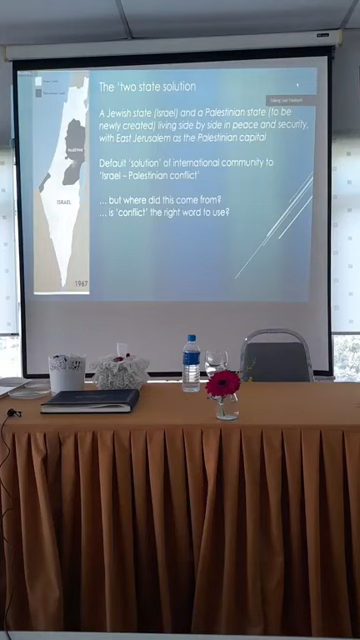 The 'two state solution
A Jewish state (Israel) and a Palestinian state (to be
newly created) living side by side in peace and security,
with East Jerusalem as the Palestinian capital
Default 'solution' of international community to
'Israel - Palestinian conflict'
... but where did this come from?
... is 'conflict' the right word to use?
PALESTINE
ISRAEL
1967